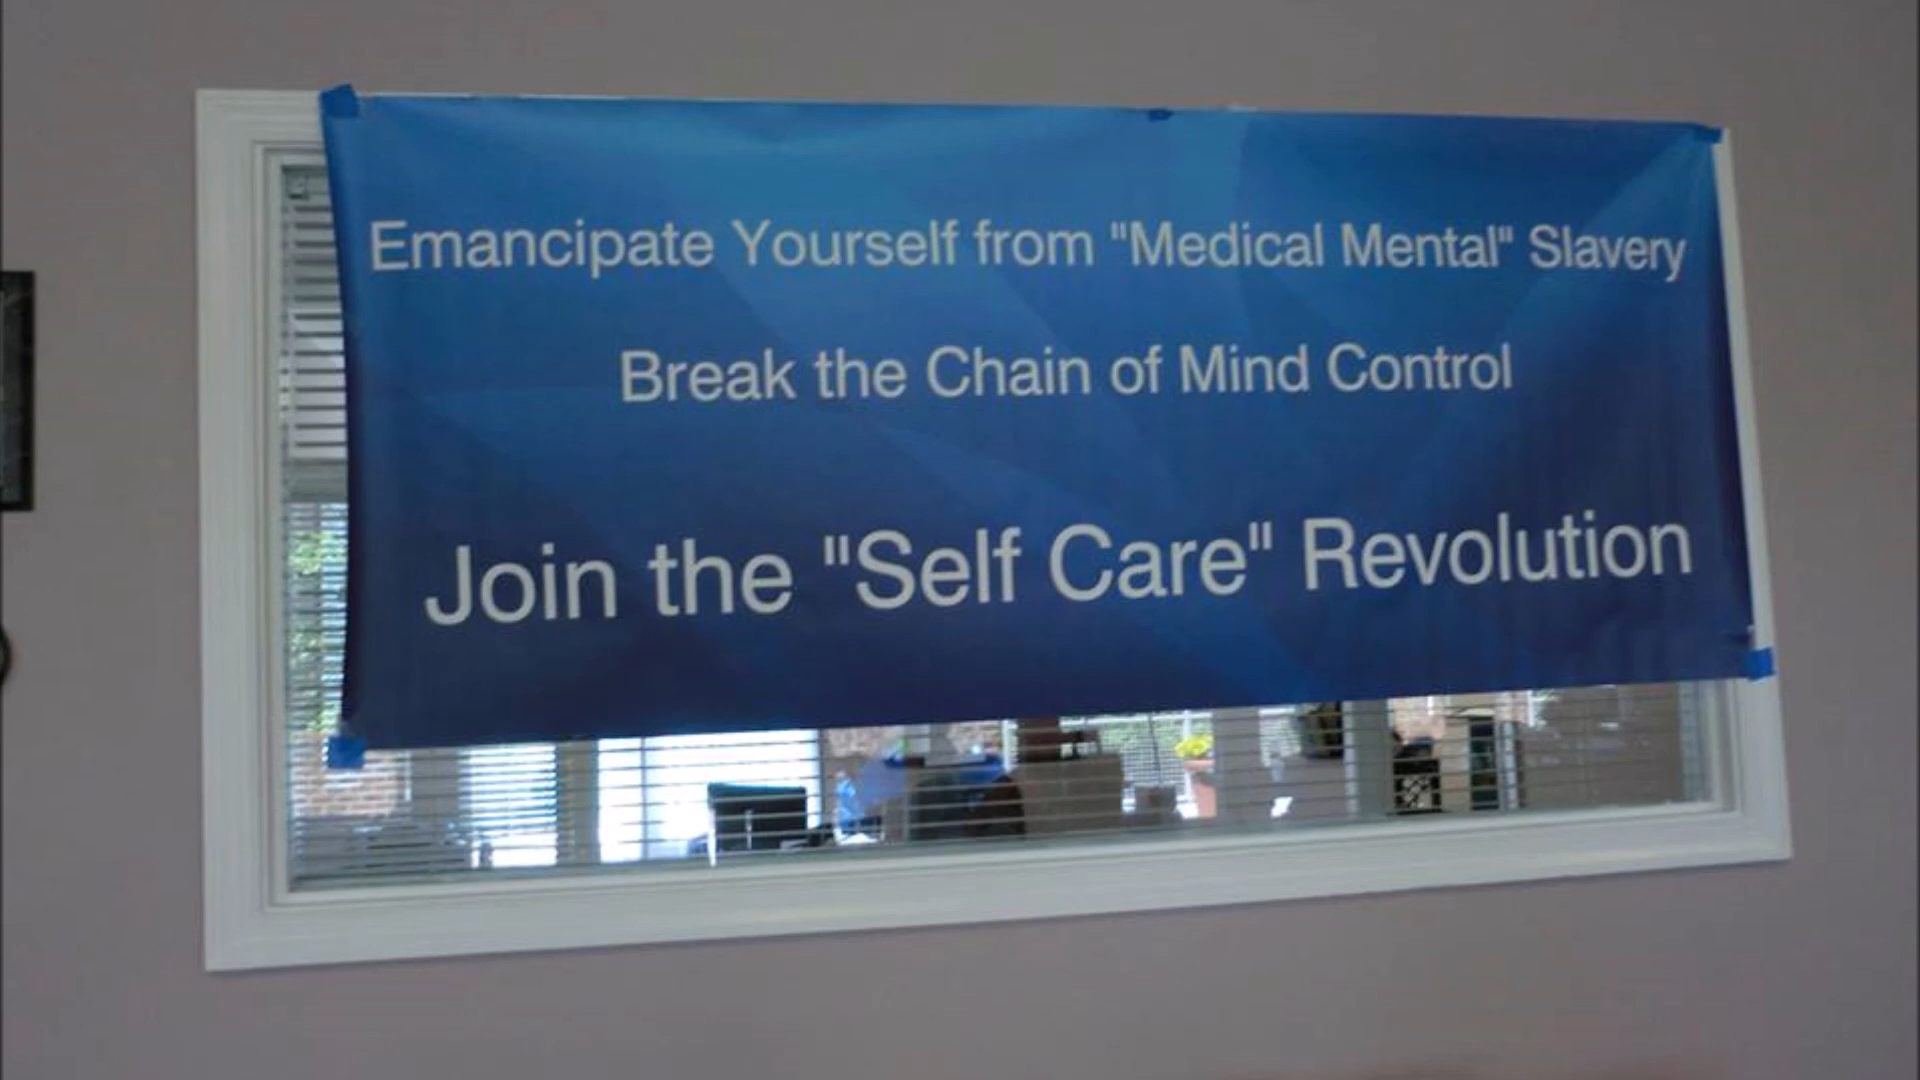 Emancipate Yourself from "Medical Mental" Slavery
Break the Chain of Mind Control
Join the "Self Care" Revolution